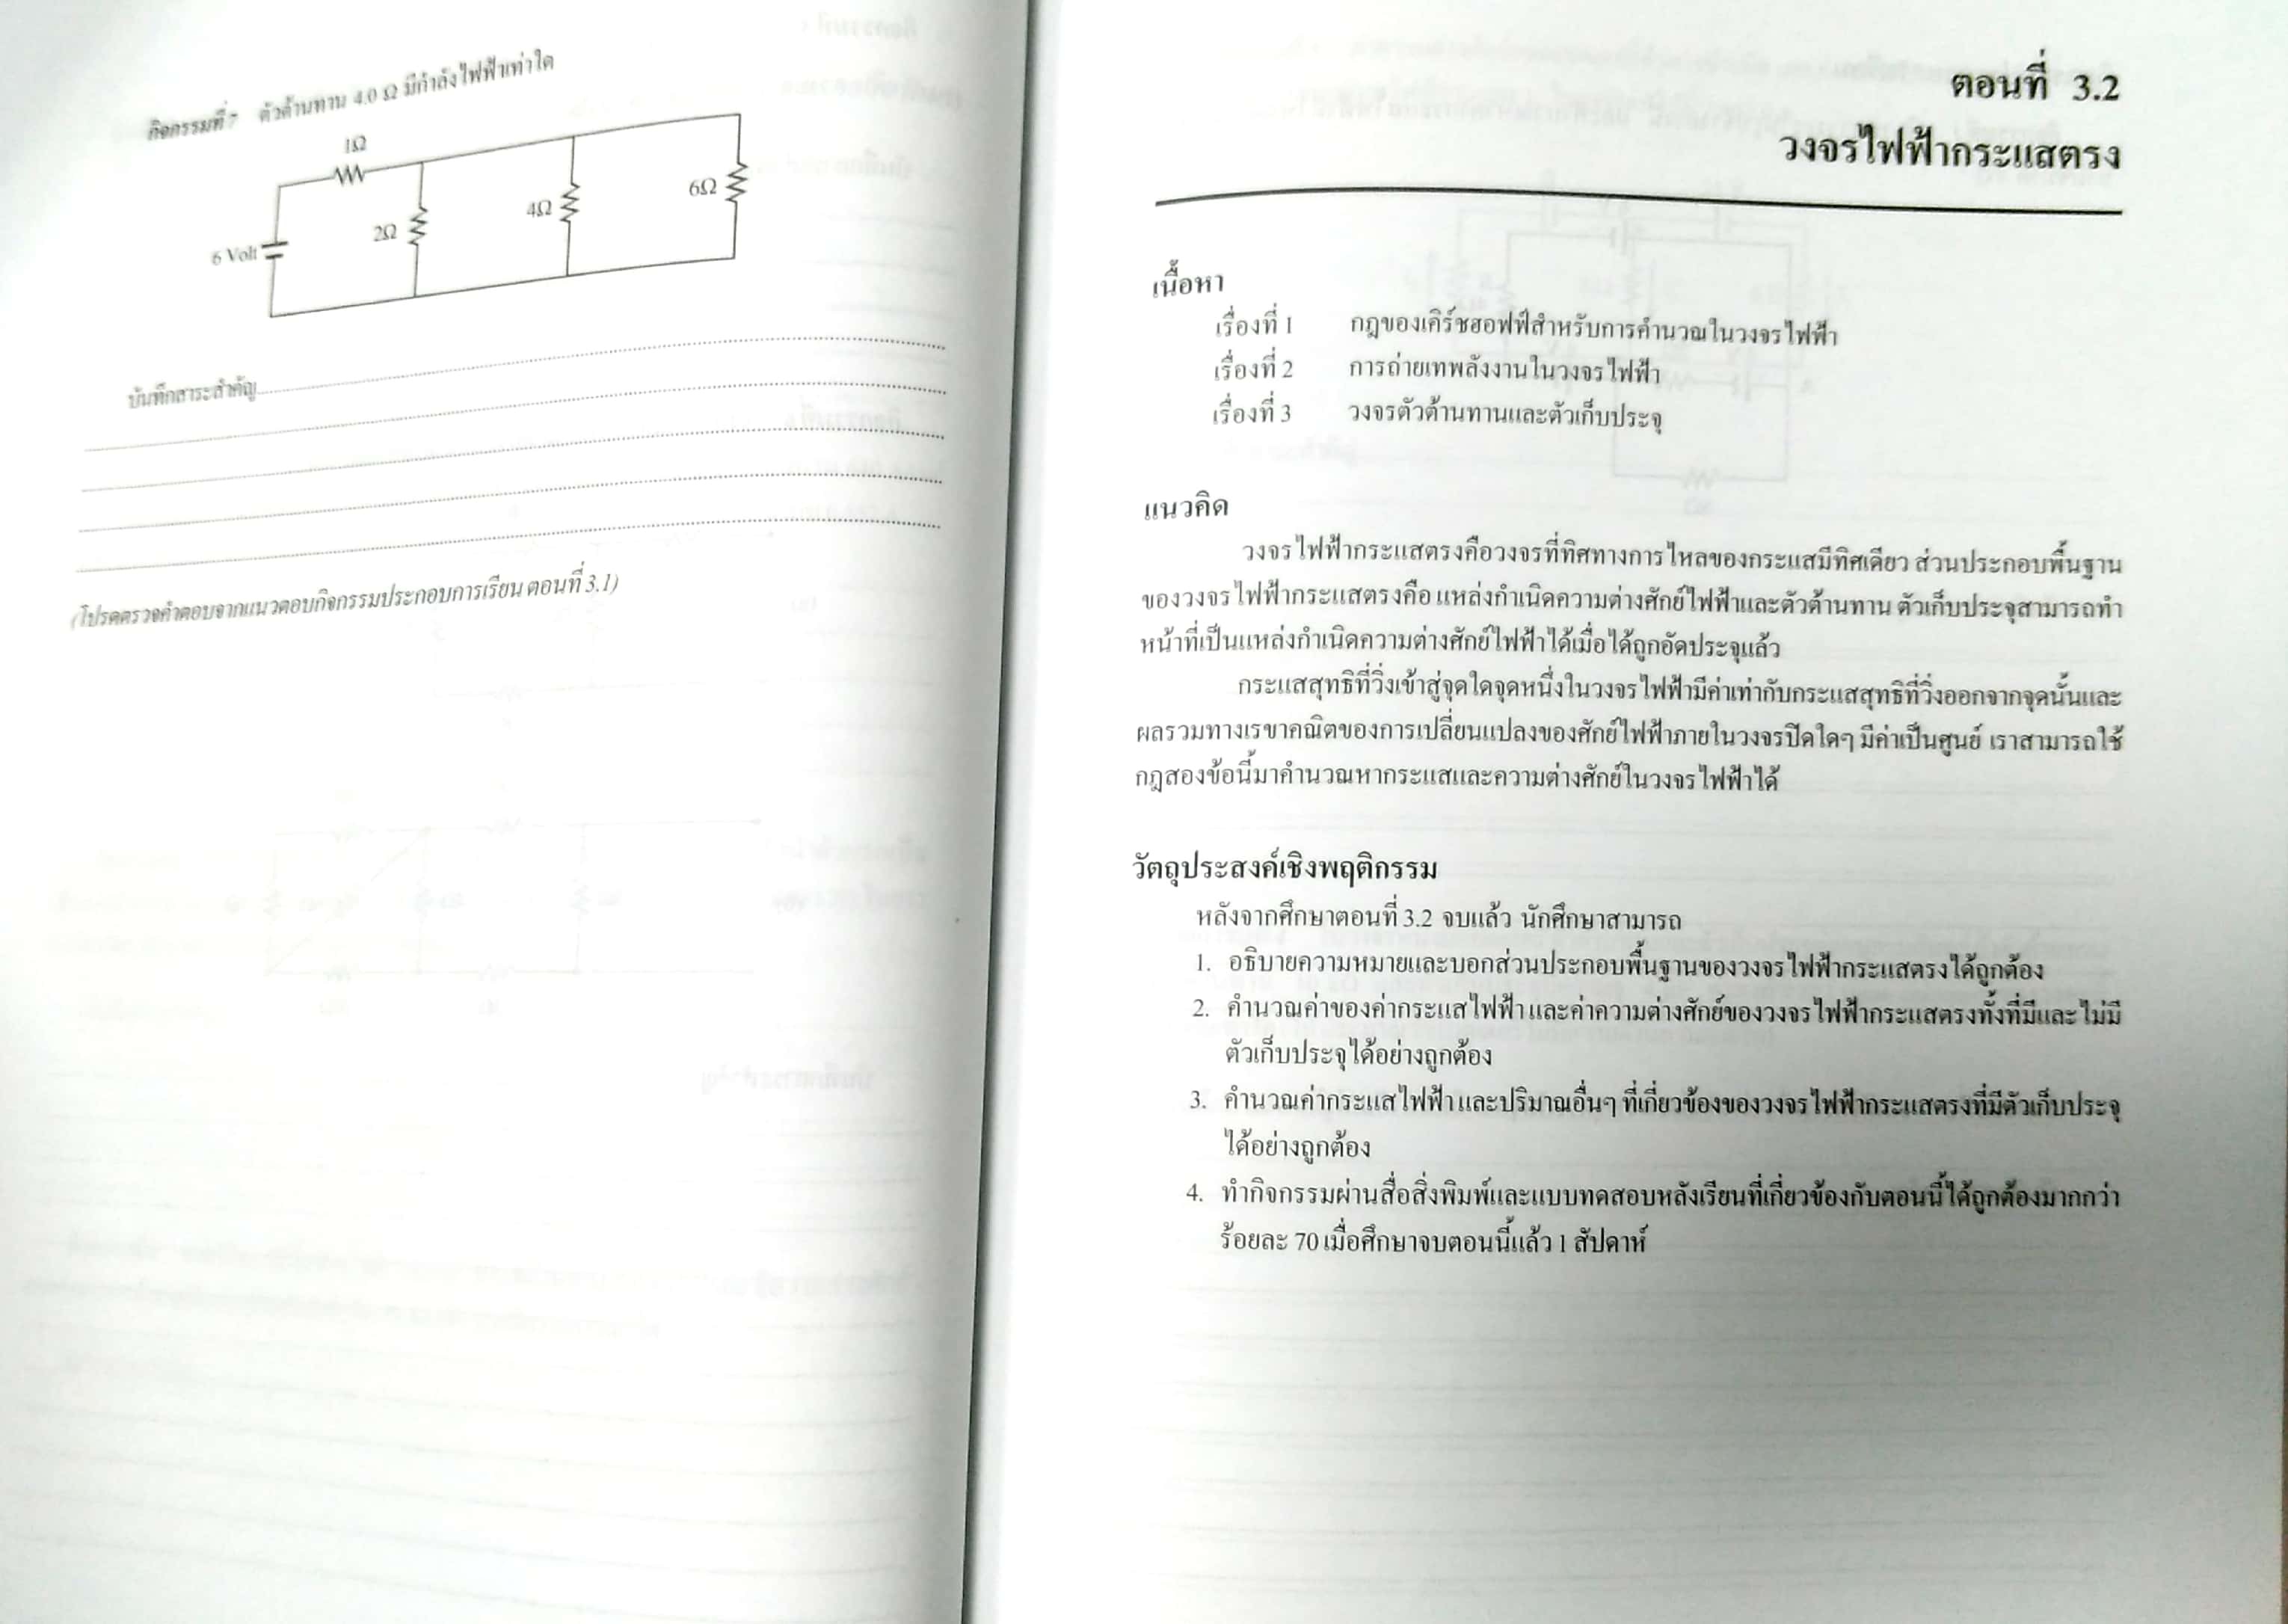 กิจกรรมที่ 7 ตัวต้านทาน 4.0 Ω มีกำลังไฟฟ้าเท่าใด
1Ω
6 Volt
2Ω
4Ω
6Ω
บันทึกสาระสำคัญ
(โปรดตรวจคำตอบจากแนวตอบกิจกรรมประกอบการเรียน ตอนที่ 3.1)
ตอนที่ 3.2
วงจรไฟฟ้ากระแสตรง
เนื้อหา
เรื่องที่ 1 กฎของเคิร์ชฮอฟฟ์สำหรับการคำนวณในวงจรไฟฟ้า
เรื่องที่ 2 การถ่ายเทพลังงานในวงจรไฟฟ้า
เรื่องที่ 3 วงจรตัวต้านทานและตัวเก็บประจุ
แนวคิด
วงจรไฟฟ้ากระแสตรงคือวงจรที่ทิศทางการไหลของกระแสมีทิศเดียว ส่วนประกอบพื้นฐาน
ของวงจรไฟฟ้ากระแสตรงคือ แหล่งกำเนิดความต่างศักย์ไฟฟ้าและตัวต้านทาน ตัวเก็บประจุสามารถทำ
หน้าที่เป็นแหล่งกำเนิดความต่างศักย์ไฟฟ้าได้เมื่อได้ถูกอัดประจุแล้ว
กระแสสุทธิที่วิ่งเข้าสู่จุดใดจุดหนึ่งในวงจรไฟฟ้ามีค่าเท่ากับกระแสสุทธิที่วิ่งออกจากจุดนั้นและ
ผลรวมทางเรขาคณิตของการเปลี่ยนแปลงของศักย์ไฟฟ้าภายในวงจรปิดใดๆ มีค่าเป็นศูนย์ เราสามารถใช้
กฎสองข้อนี้มาคำนวณหากระแสและความต่างศักย์ในวงจรไฟฟ้าได้
วัตถุประสงค์เชิงพฤติกรรม
หลังจากศึกษาตอนที่ 3.2 จบแล้ว นักศึกษาสามารถ
1. อธิบายความหมายและบอกส่วนประกอบพื้นฐานของวงจรไฟฟ้ากระแสตรงได้ถูกต้อง
2. คำนวณค่าของค่ากระแสไฟฟ้า และค่าความต่างศักย์ของวงจรไฟฟ้ากระแสตรงทั้งที่มีและไม่มี
ตัวเก็บประจุได้อย่างถูกต้อง
3. คำนวณค่ากระแสไฟฟ้า และปริมาณอื่นๆ ที่เกี่ยวข้องของวงจรไฟฟ้ากระแสตรงที่มีตัวเก็บประจุ
ได้อย่างถูกต้อง
4. ทำกิจกรรมผ่านสื่อสิ่งพิมพ์และแบบทดสอบหลังเรียนที่เกี่ยวข้องกับตอนนี้ได้ถูกต้องมากกว่า
ร้อยละ 70 เมื่อศึกษาจบตอนนี้แล้ว 1 สัปดาห์